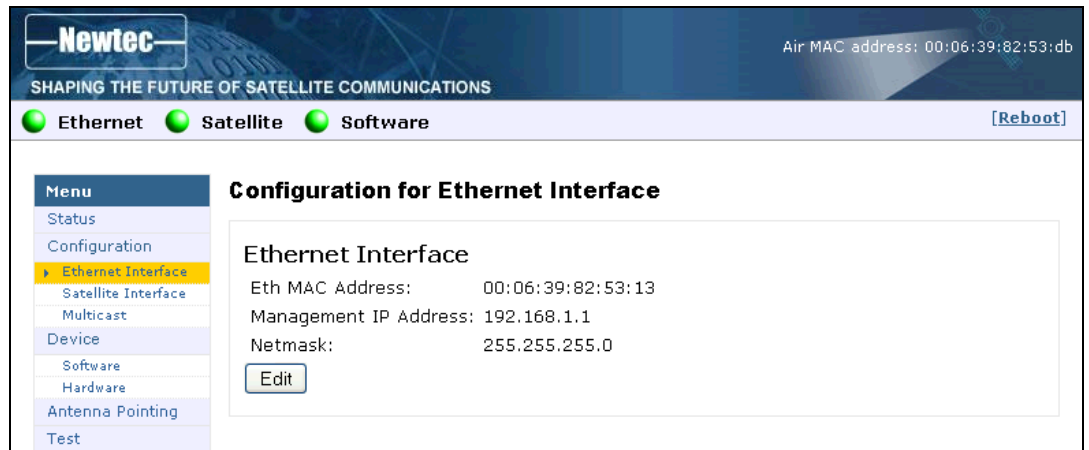 Newtec
Air MAC address: 00:06:39:82:53:db
SHAPING THE FUTURE OF SATELLITE COMMUNICATIONS
Ethernet Satellite Software [Reboot]
Menu
Status
Configuration
Ethernet Interface
Satellite Interface
Multicast
Device
Software
Hardware
Antenna Pointing
Test
Configuration for Ethernet Interface
Ethernet Interface
Eth MAC Address: 00:06:39:82:53:13
Management IP Address: 192.168.1.1
Netmask: 255.255.255.0
Edit